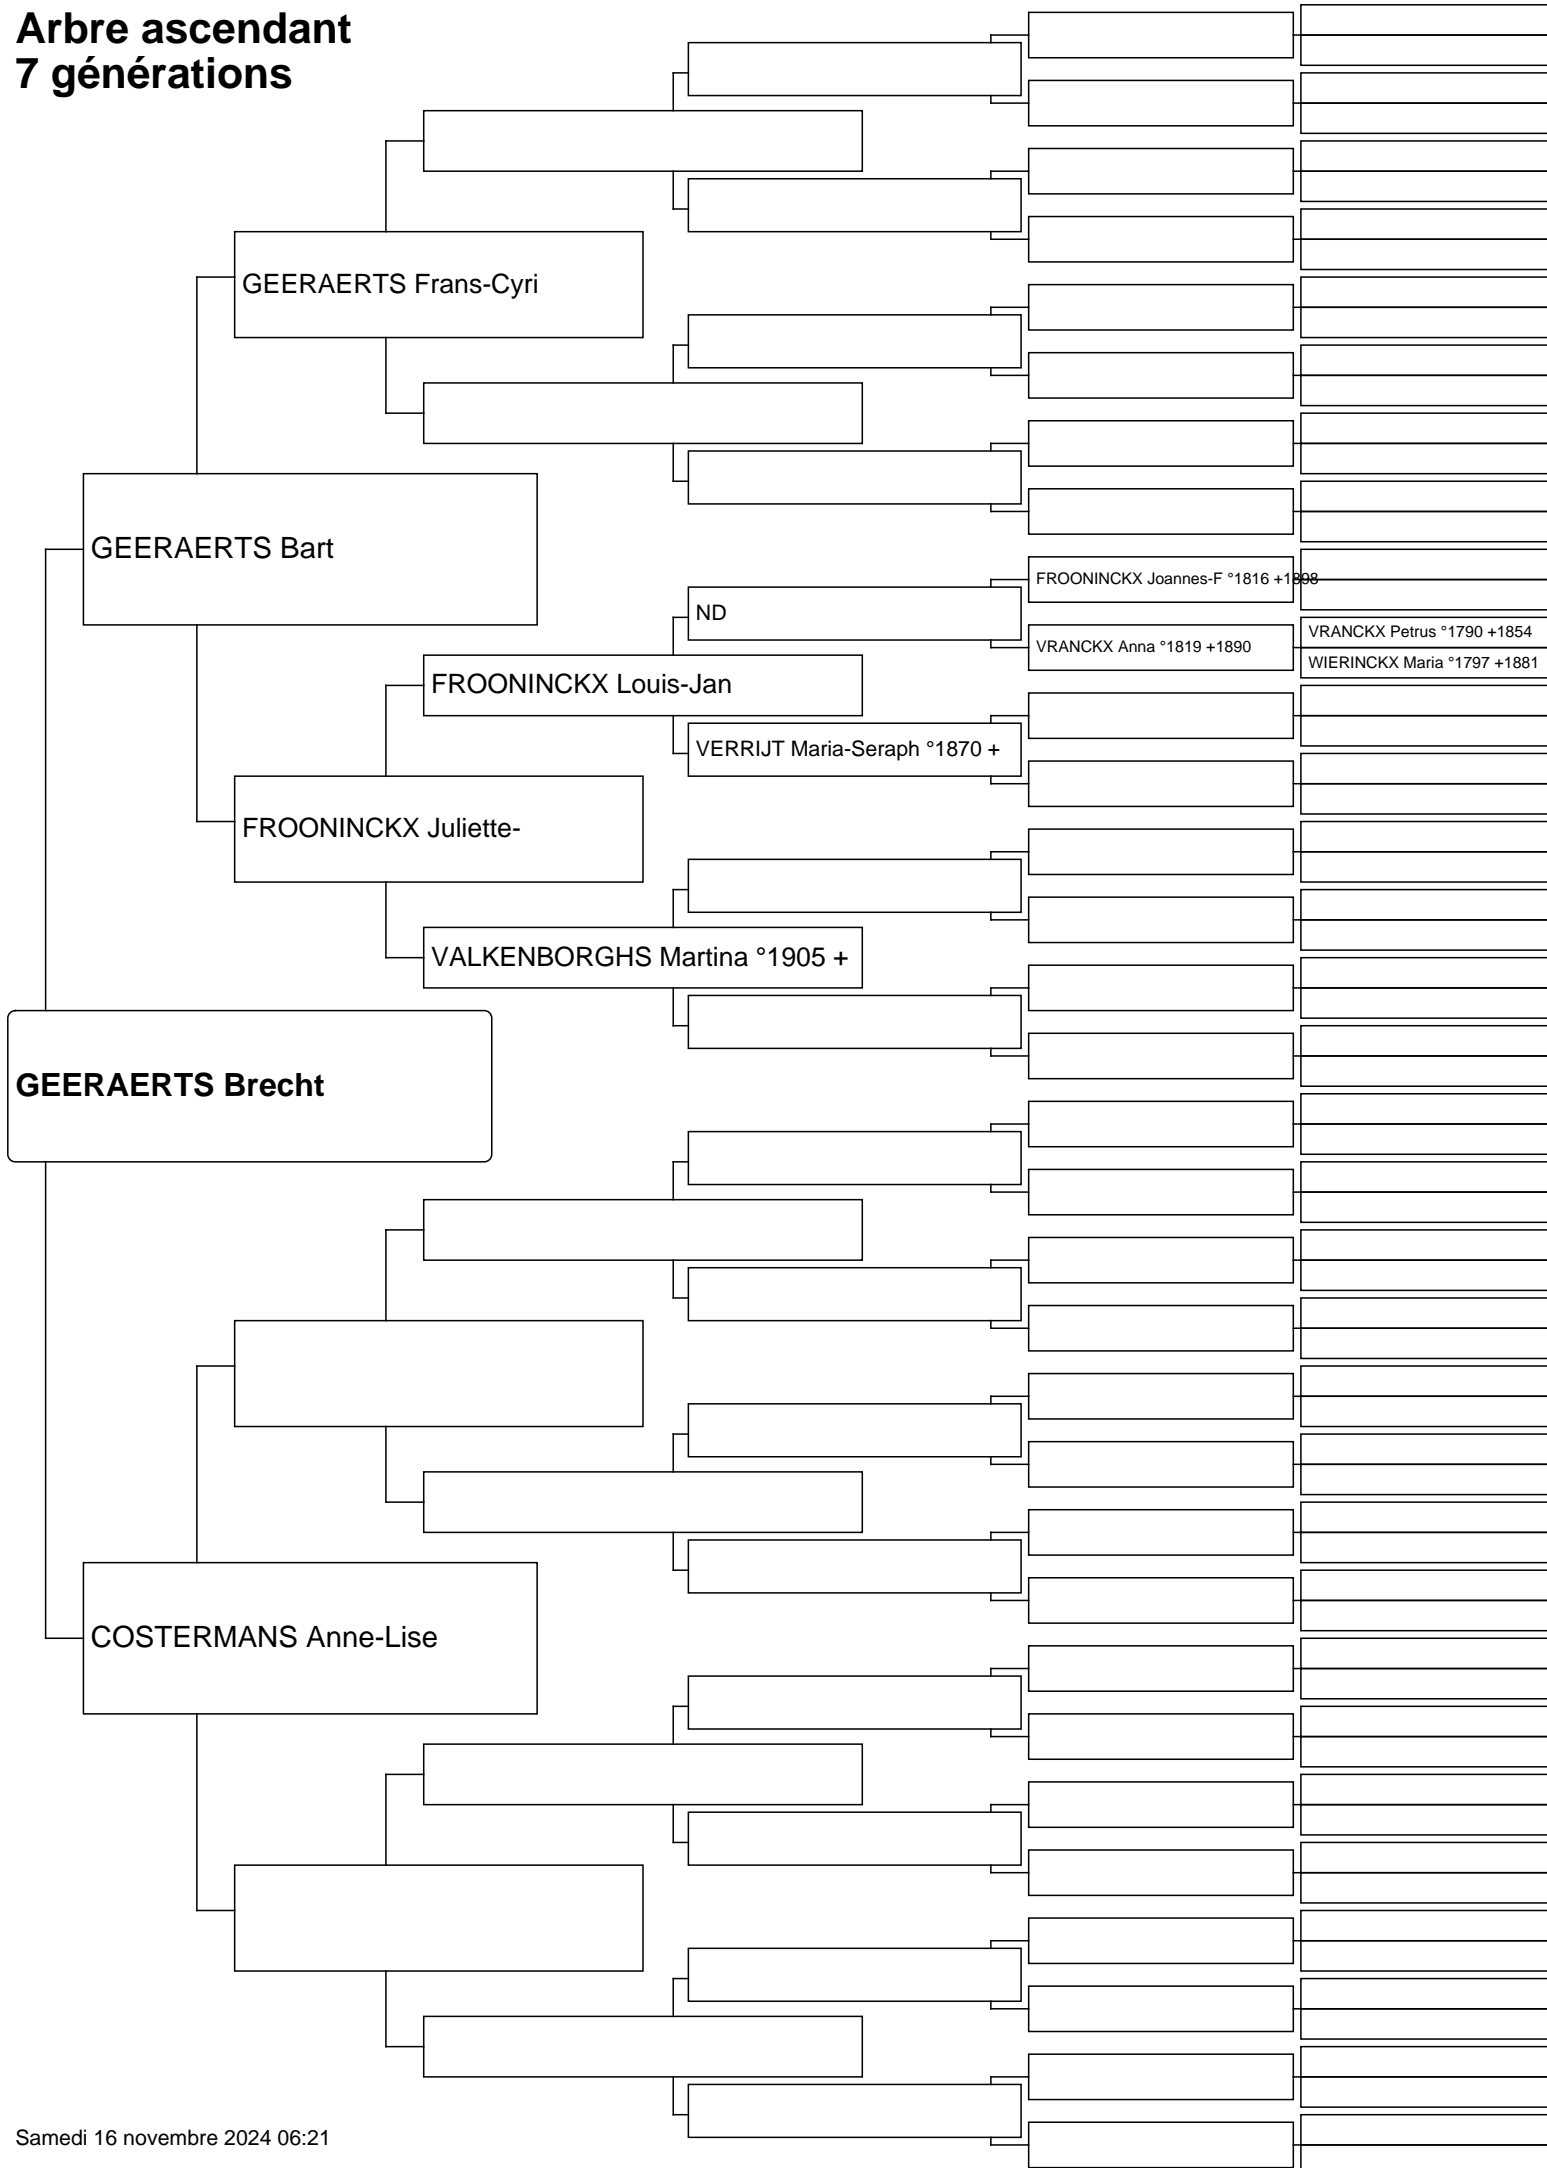 Arbre ascendant
7 générations
GEERAERTS Frans-Cyri
GEERAERTS Bart
FROONINCKX Joannes-F °1816 +1898
ND
VRANCKX Anna °1819 +1890
VRANCKX Petrus °1790 +1854
WIERINCKX Maria °1797 +1881
FROONINCKX Louis-Jan
VERRIJT Maria-Seraph °1870 +
FROONINCKX Juliette-
VALKENBORGHS Martina °1905 +
GEERAERTS Brecht
COSTERMANS Anne-Lise
Samedi 16 novembre 2024 06:21